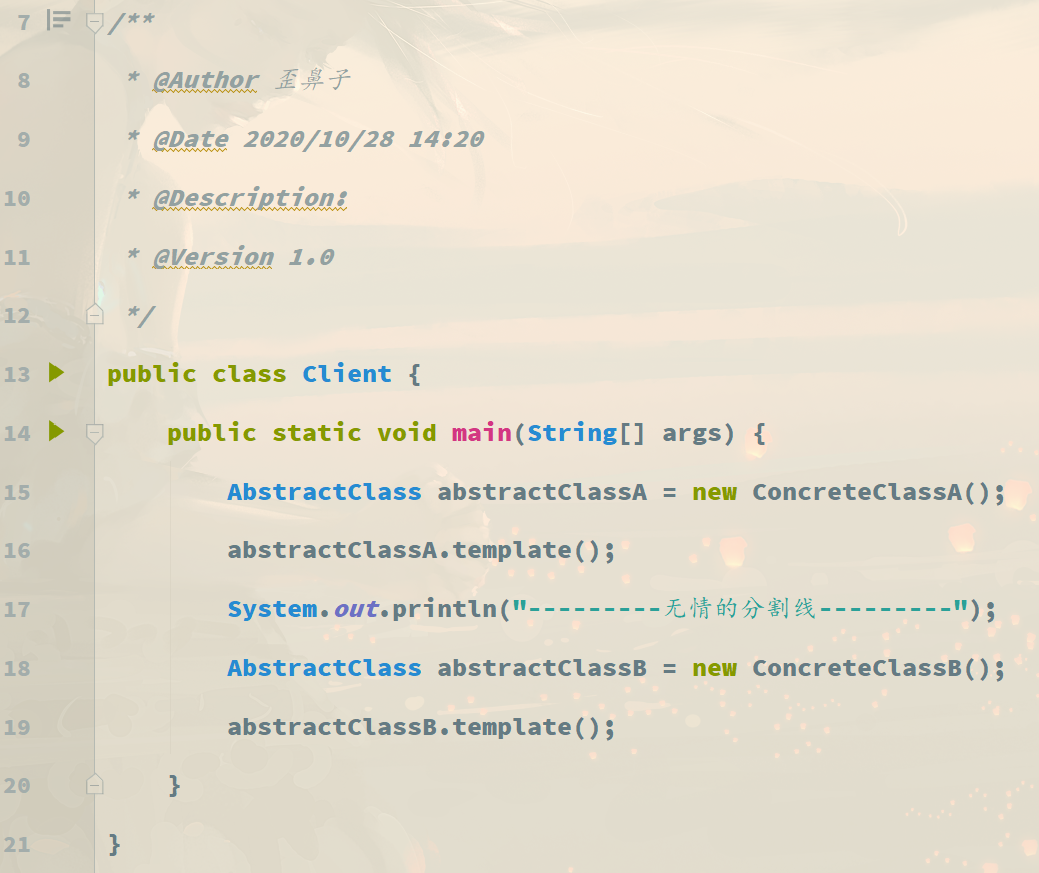 7 /**
8 * @Author 歪鼻子
9 * @Date 2020/10/28 14:20
10 * @Description:
11 * @Version 1.0
12 */
13 public class Client {
14 public static void main(String[] args) {
15 AbstractClass abstractClassA = new ConcreteClassA();
16 abstractClassA.template();
17 System.out.println("---------无情的分割线---------");
18 AbstractClass abstractClassB = new ConcreteClassB();
19 abstractClassB.template();
20 }
21 }